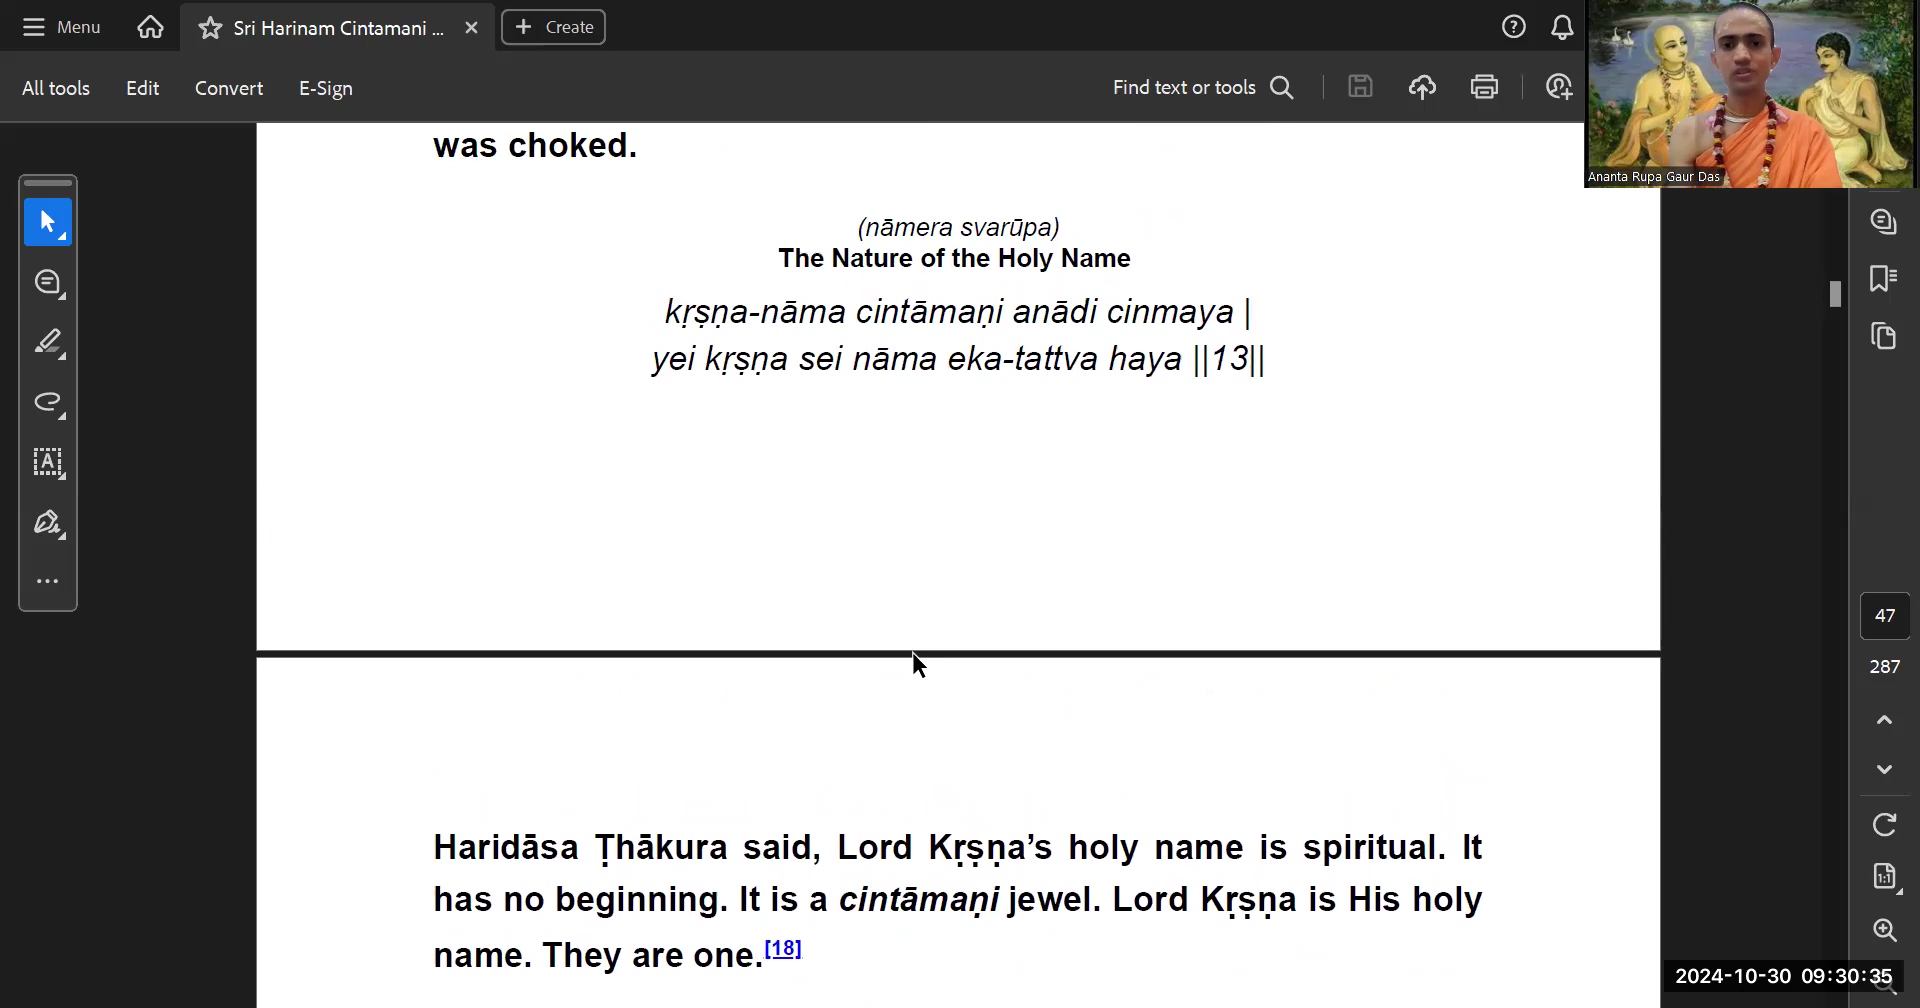 Menu
Sri Harinam Cintamani ...
Create
All tools
Edit
Convert
E-Sign
Find text or tools
Ananta Rupa Gaur Das
was choked.
(nāmera svarūpa)
The Nature of the Holy Name
kṛṣṇa-nāma cintāmaṇi anādi cinmaya |
yei kṛṣṇa sei nāma eka-tattva haya ||13||
Haridāsa Ṭhākura said, Lord Kṛṣṇa’s holy name is spiritual. It
has no beginning. It is a cintāmaṇi jewel. Lord Kṛṣṇa is His holy
name. They are one.[18]
47
287
1:1
2024-10-30 09:30:35